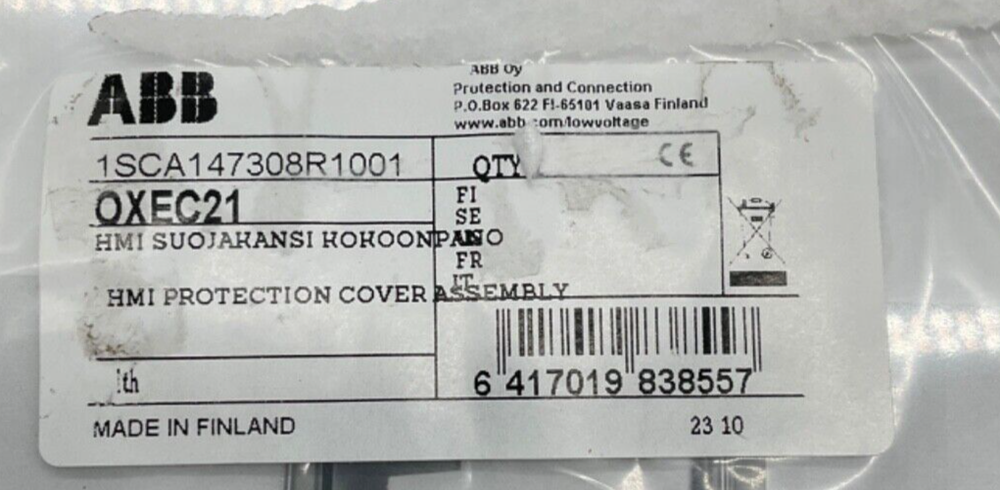 ABB
ABB Oy
Protection and Connection
P.O.Box 622 FI-65101 Vaasa Finland
www.abb.com/lowvoltage
1SCA147308R1001
QTY
CE
OXEC21
FI
SE
HMI SUOJAKANSI KOKOONPANO
FR
IT
HMI PROTECTION COVER ASSEMBLY
Ith
6 417019 838557
MADE IN FINLAND
23 10